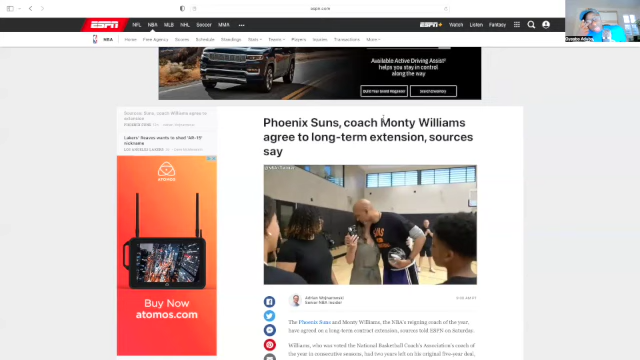 espn.com
ESPN
NFL NBA MLB NHL Soccer MMA
ESPN+ Watch Listen Fantasy
NBA Home Free Agency Scores Schedule Standings Stats Teams Players Issues Transactions More
Available Active Driving Assist
helps you stay in control
along the way
Suns, coach Williams agree to
extension
PHOENIX SUNS
Lakers' Reaves wants to shed 'AR-15'
nickname
LOS ANGELES LAKERS
Phoenix Suns, coach Monty Williams
agree to long-term extension, sources
say
ATOMOS
Buy Now
atomos.com
Adrian Wojnarowski
Senior NBA Insider
The Phoenix Suns and Monty Williams, the NBA's reigning coach of the year,
have agreed on a long-term contract extension, sources told ESPN on Saturday.
Williams, who was voted the National Basketball Coach's Association's coach of
the year in consecutive seasons, had two years left on his original five-year deal,